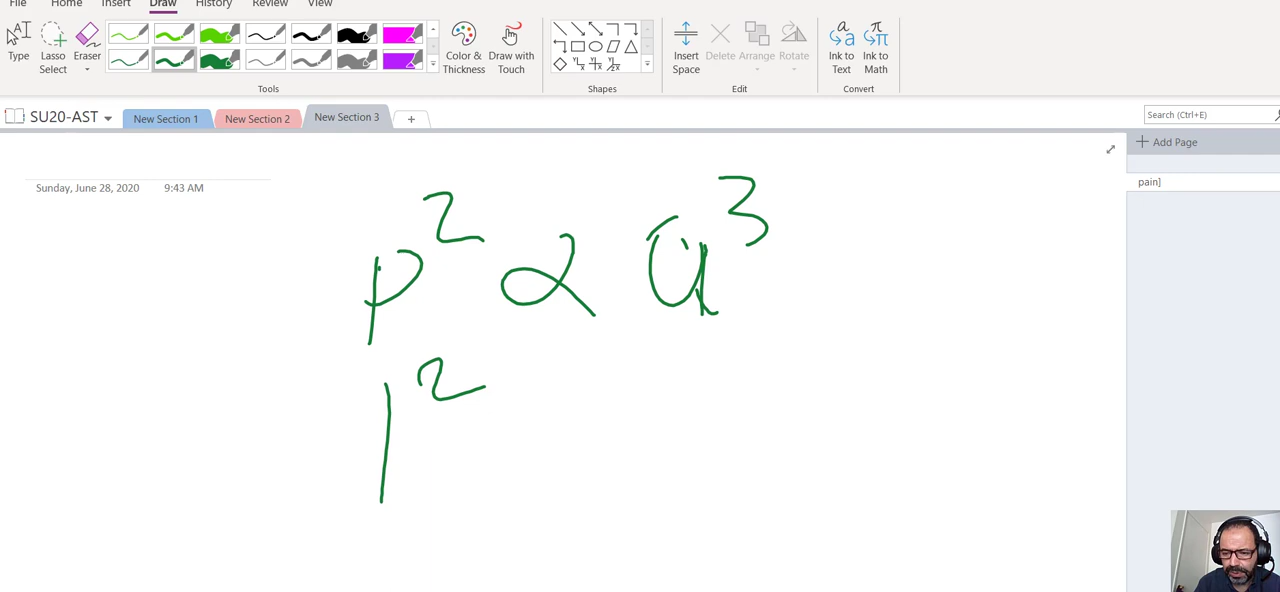 File Home Insert Draw History Review View
Type
Lasso Select
Eraser
Color & Thickness
Draw with Touch
Insert Space
Delete Arrange Rotate
Ink to Text
Ink to Math
Tools Shapes Edit Convert
SU20-AST New Section 1 New Section 2 New Section 3 +
Search (Ctrl+E)
Add Page
pain]
Sunday, June 28, 2020 9:43 AM
p² α a³
1²